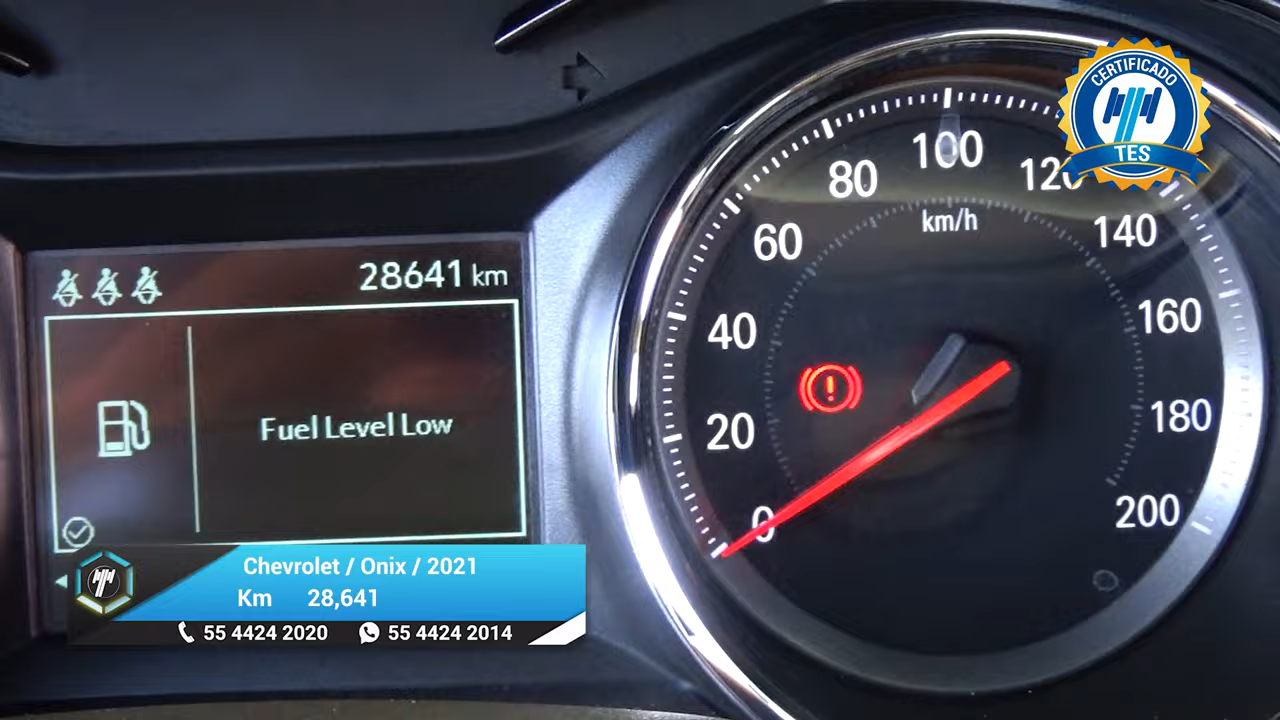 CERTIFICADO
TES
28641 km
Fuel Level Low
0
20
40
60
80
100
120
140
160
180
200
km/h
Chevrolet / Onix / 2021
Km 28,641
55 4424 2020 55 4424 2014